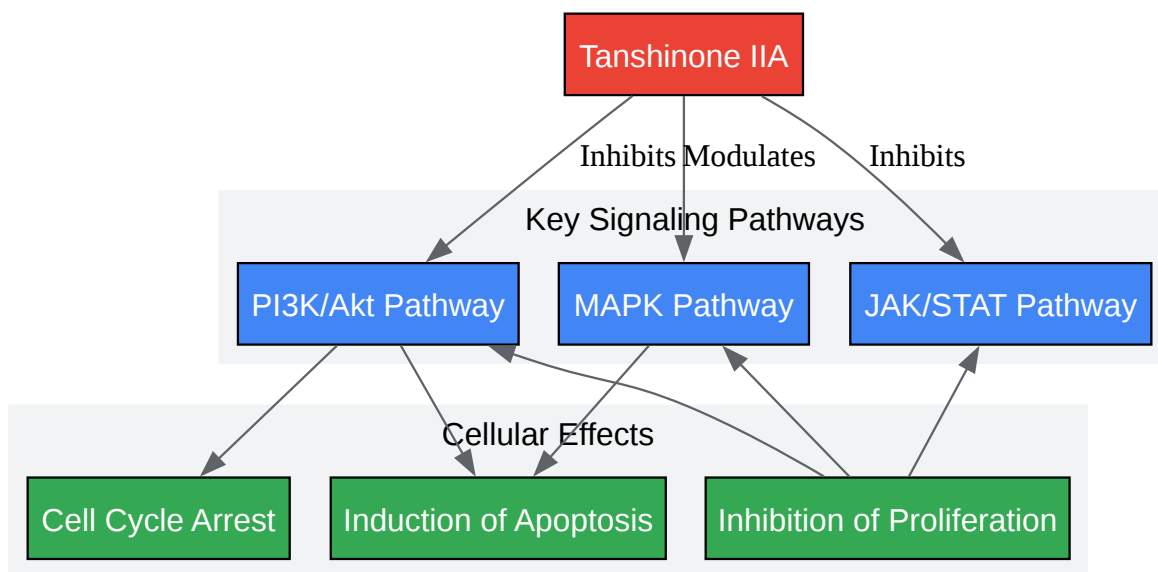 Tanshinone IIA
Inhibits
Modulates
Inhibits
Key Signaling Pathways
PI3K/Akt Pathway
MAPK Pathway
JAK/STAT Pathway
Cellular Effects
Cell Cycle Arrest
Induction of Apoptosis
Inhibition of Proliferation